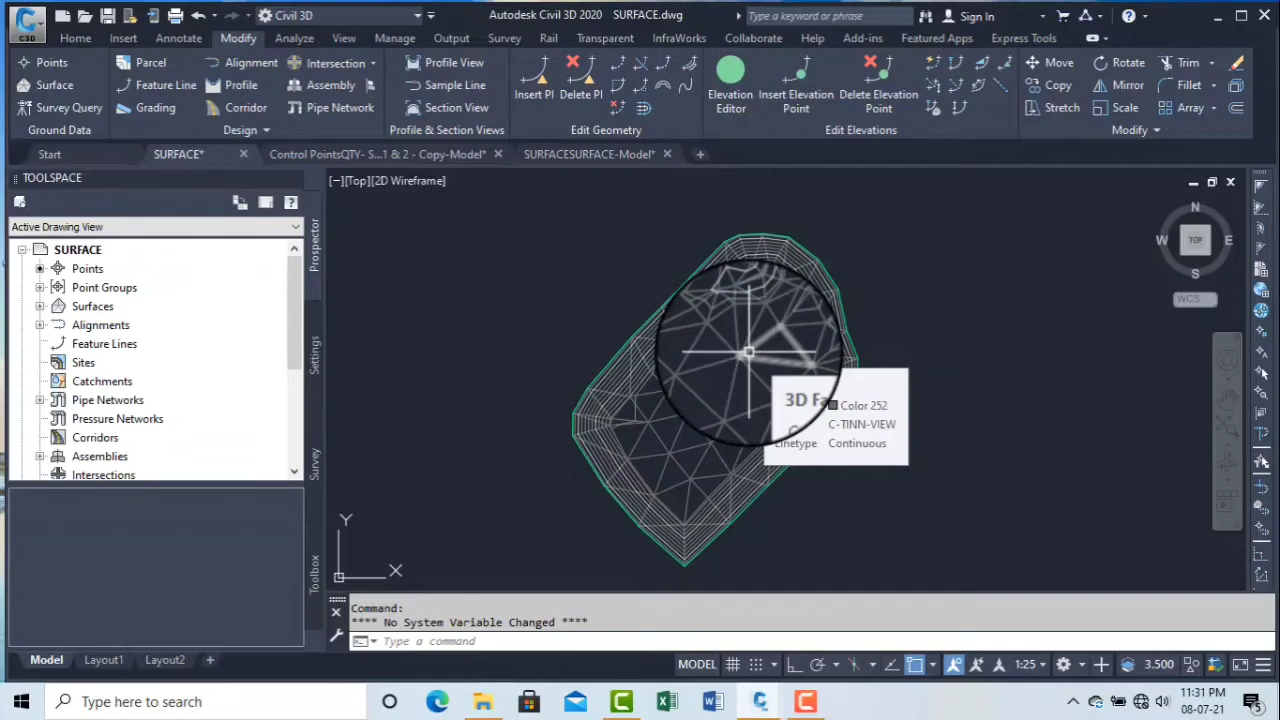 C3D
Civil 3D
Autodesk Civil 3D 2020 SURFACE.dwg
Type a keyword or phrase
Sign In
Home Insert Annotate Modify Analyze View Manage Output Survey Rail Transparent InfraWorks Collaborate Help Add-ins Featured Apps Express Tools
Points
Surface
Survey Query
Ground Data
Parcel Alignment Intersection
Feature Line Profile Assembly
Grading Corridor Pipe Network
Design
Profile View
Sample Line
Section View
Profile & Section Views
Insert PI Delete PI
Edit Geometry
Elevation Editor
Insert Elevation Point
Delete Elevation Point
Edit Elevations
Move Rotate Trim
Copy Mirror Fillet
Stretch Scale Array
Modify
Start SURFACE* Control PointsQTY- S...1 & 2 - Copy-Model* SURFACESURFACE-Model*
TOOLSPACE
Active Drawing View
SURFACE
Points
Point Groups
Surfaces
Alignments
Feature Lines
Sites
Catchments
Pipe Networks
Pressure Networks
Corridors
Assemblies
Intersections
Prospector
Settings
Survey
Toolbox
[−][Top][2D Wireframe]
N
W TOP E
S
WCS
3D Fa
Color 252
C-TINN-VIEW
Continuous
Y
X
Command:
**** No System Variable Changed ****
Type a command
Model Layout1 Layout2 +
MODEL 1:25 3.500
Type here to search
11:31 PM
08-07-21
5